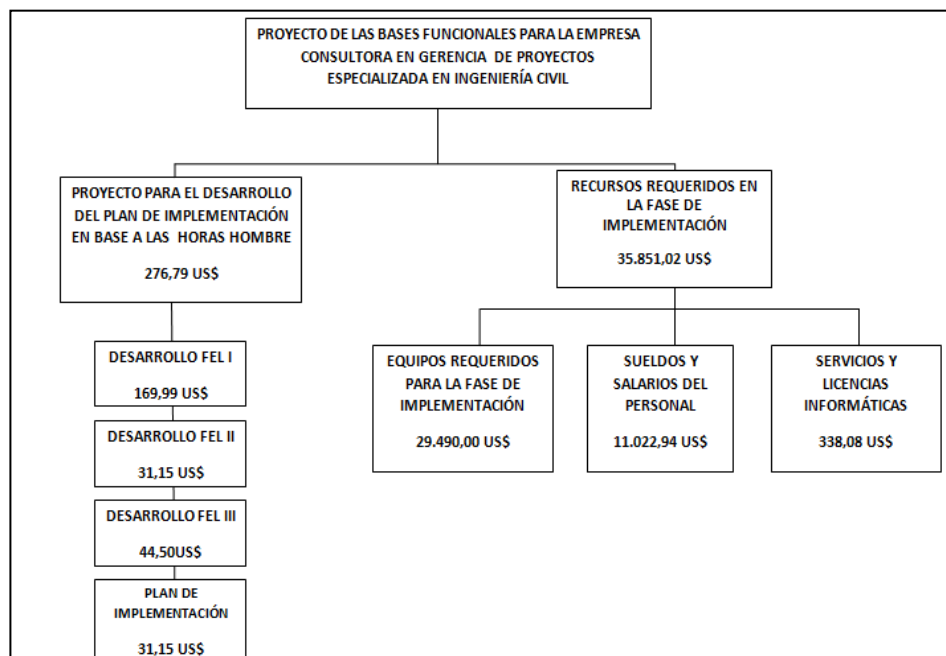 PROYECTO DE LAS BASES FUNCIONALES PARA LA EMPRESA
CONSULTORA EN GERENCIA DE PROYECTOS
ESPECIALIZADA EN INGENIERÍA CIVIL
PROYECTO PARA EL DESARROLLO
DEL PLAN DE IMPLEMENTACIÓN
EN BASE A LAS HORAS HOMBRE
276,79 US$
RECURSOS REQUERIDOS EN
LA FASE DE
IMPLEMENTACIÓN
35.851,02 US$
DESARROLLO FEL I
169,99 US$
DESARROLLO FEL II
31,15 US$
DESARROLLO FEL III
44,50US$
PLAN DE
IMPLEMENTACIÓN
31,15 US$
EQUIPOS REQUERIDOS
PARA LA FASE DE
IMPLEMENTACIÓN
29.490,00 US$
SUELDOS Y
SALARIOS DEL
PERSONAL
11.022,94 US$
SERVICIOS Y
LICENCIAS
INFORMÁTICAS
338,08 US$